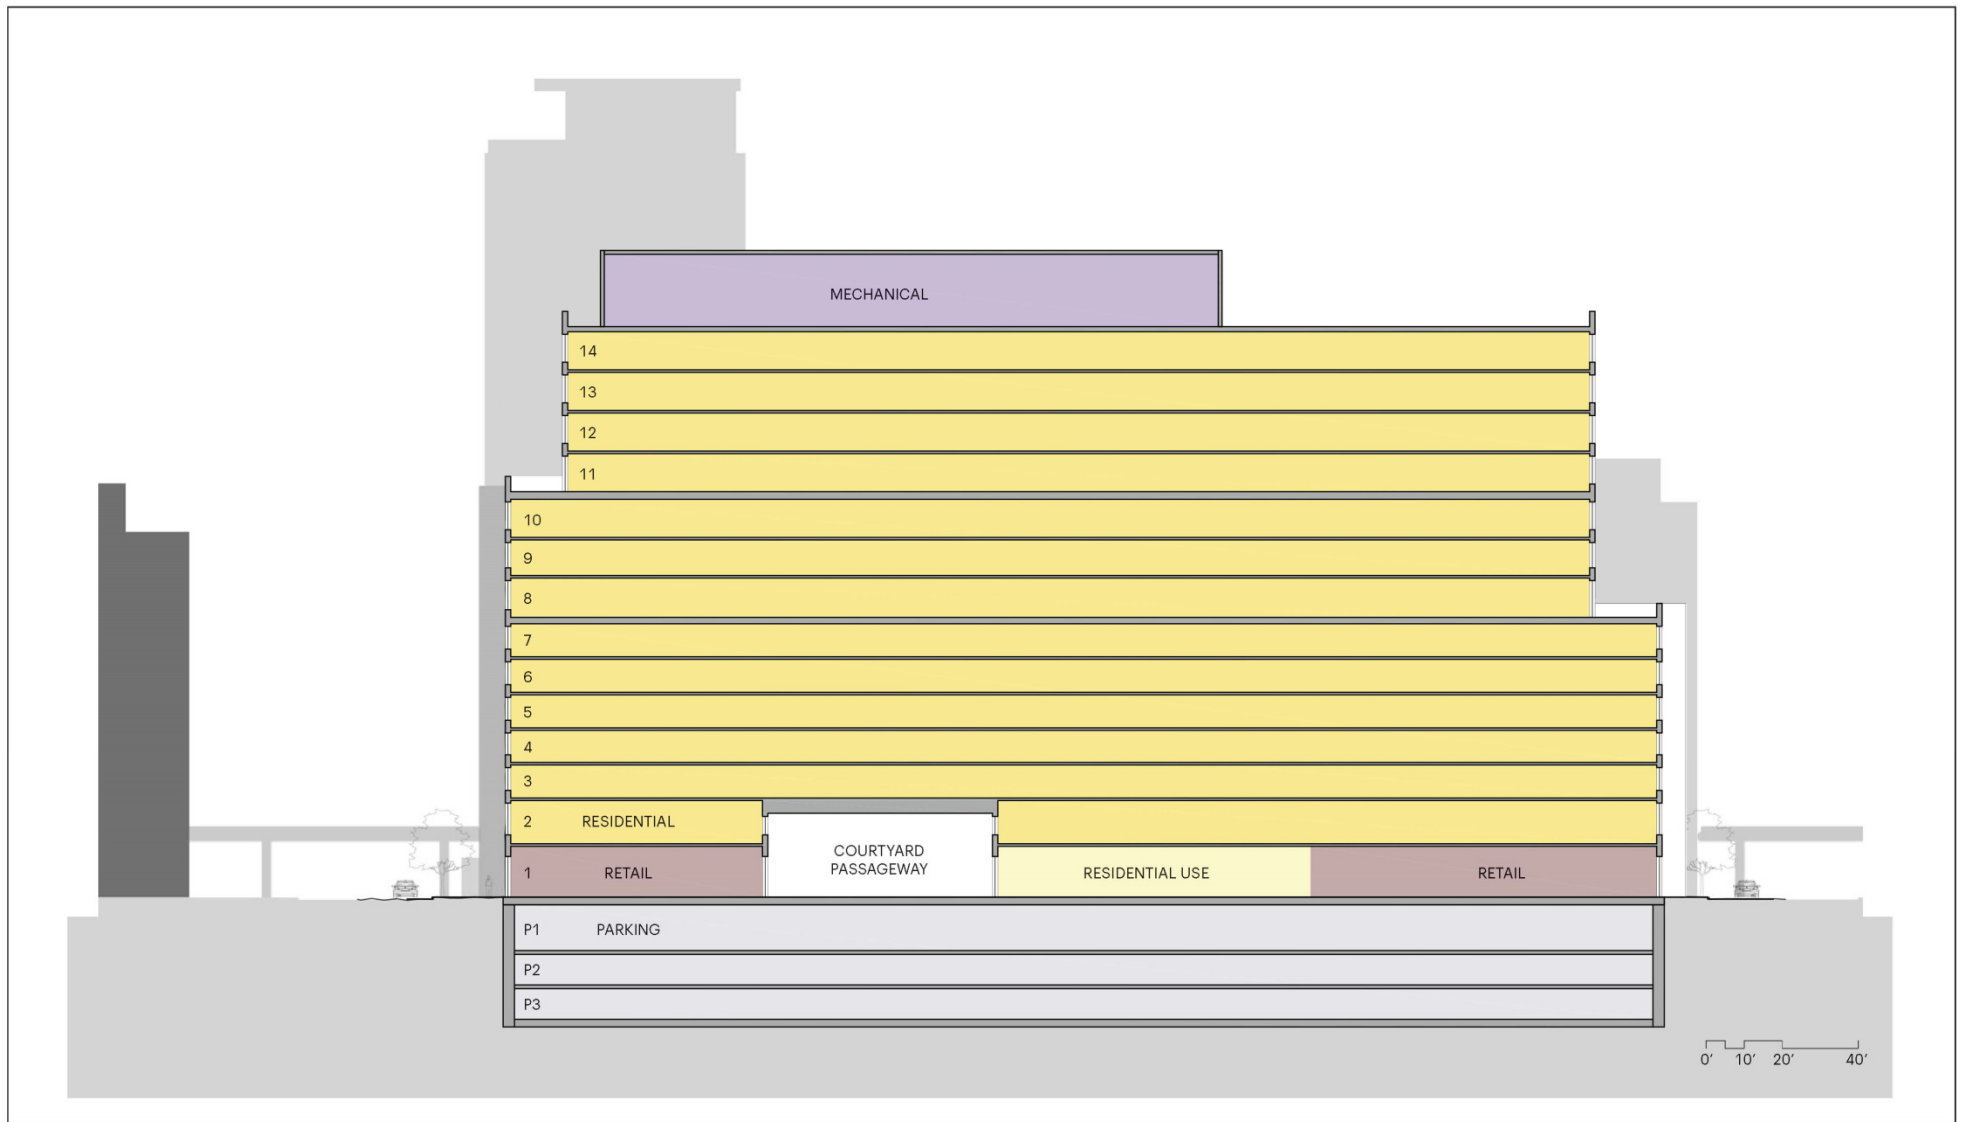 MECHANICAL
14
13
12
11
10
9
8
7
6
5
4
3
2 RESIDENTIAL
COURTYARD
PASSAGEWAY
1 RETAIL RESIDENTIAL USE RETAIL
P1 PARKING
P2
P3
0' 10' 20' 40'